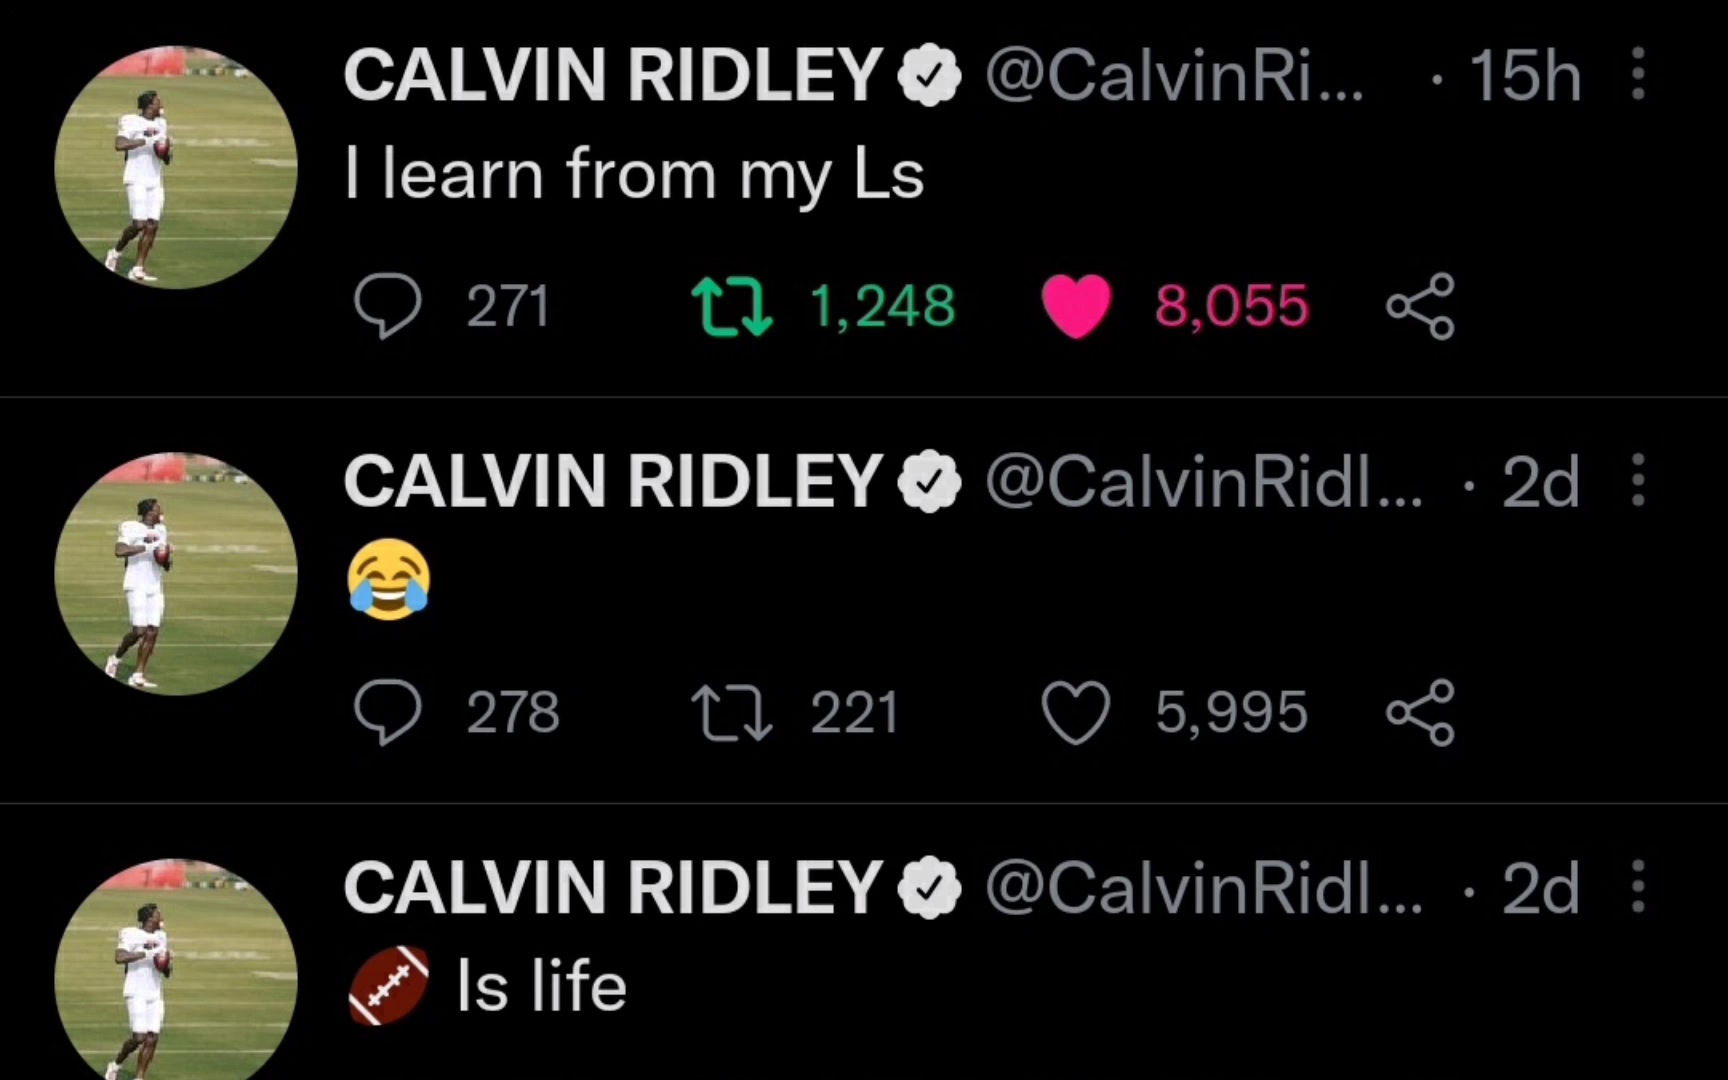 CALVIN RIDLEY @CalvinRi... · 15h
I learn from my Ls
271 1,248 8,055
CALVIN RIDLEY @CalvinRidl... · 2d
😂
278 221 5,995
CALVIN RIDLEY @CalvinRidl... · 2d
🏈 Is life